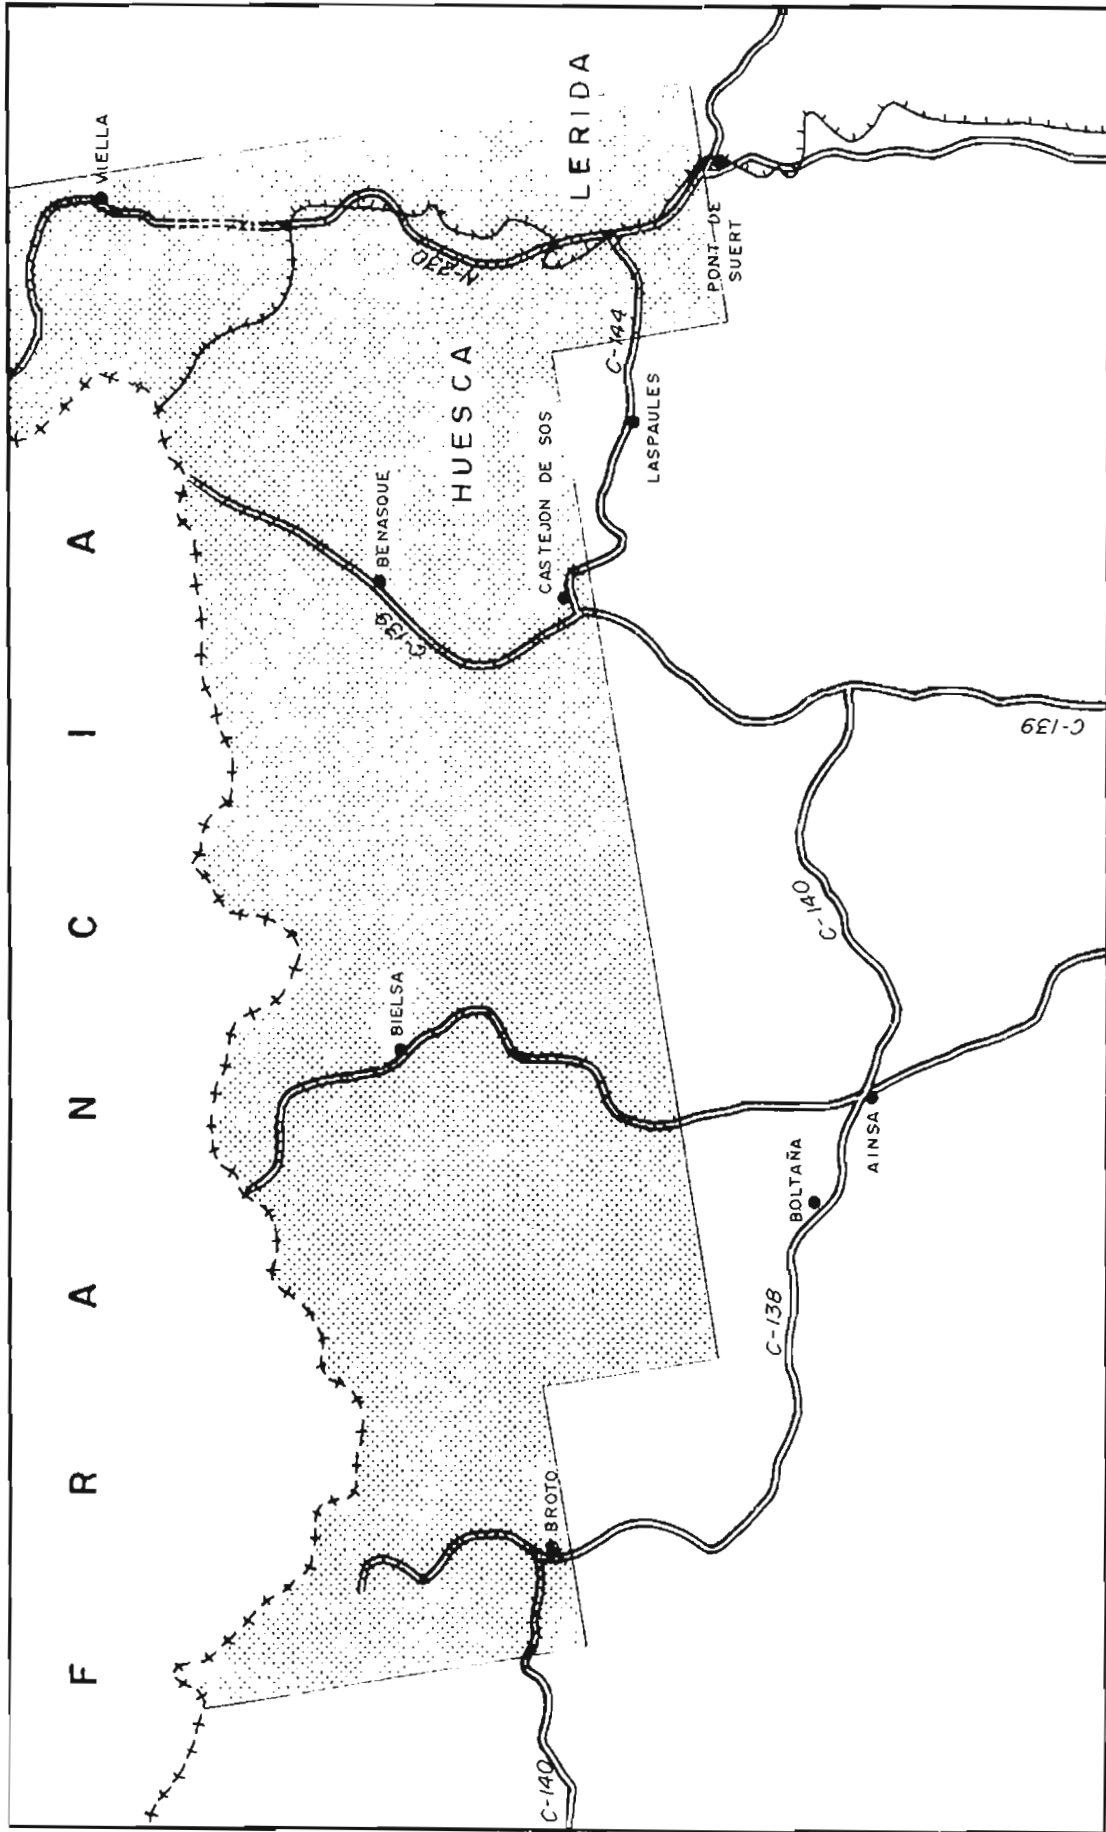 F R A N C I A
VIELLA
LERIDA
N-230
PONT DE
SUERT
C-144
HUESCA
LASPAULES
CASTEJON DE SOS
BENASQUE
C-139
C-139
BIELSA
C-140
AINSA
BOLTAÑA
C-138
BROTO
C-140